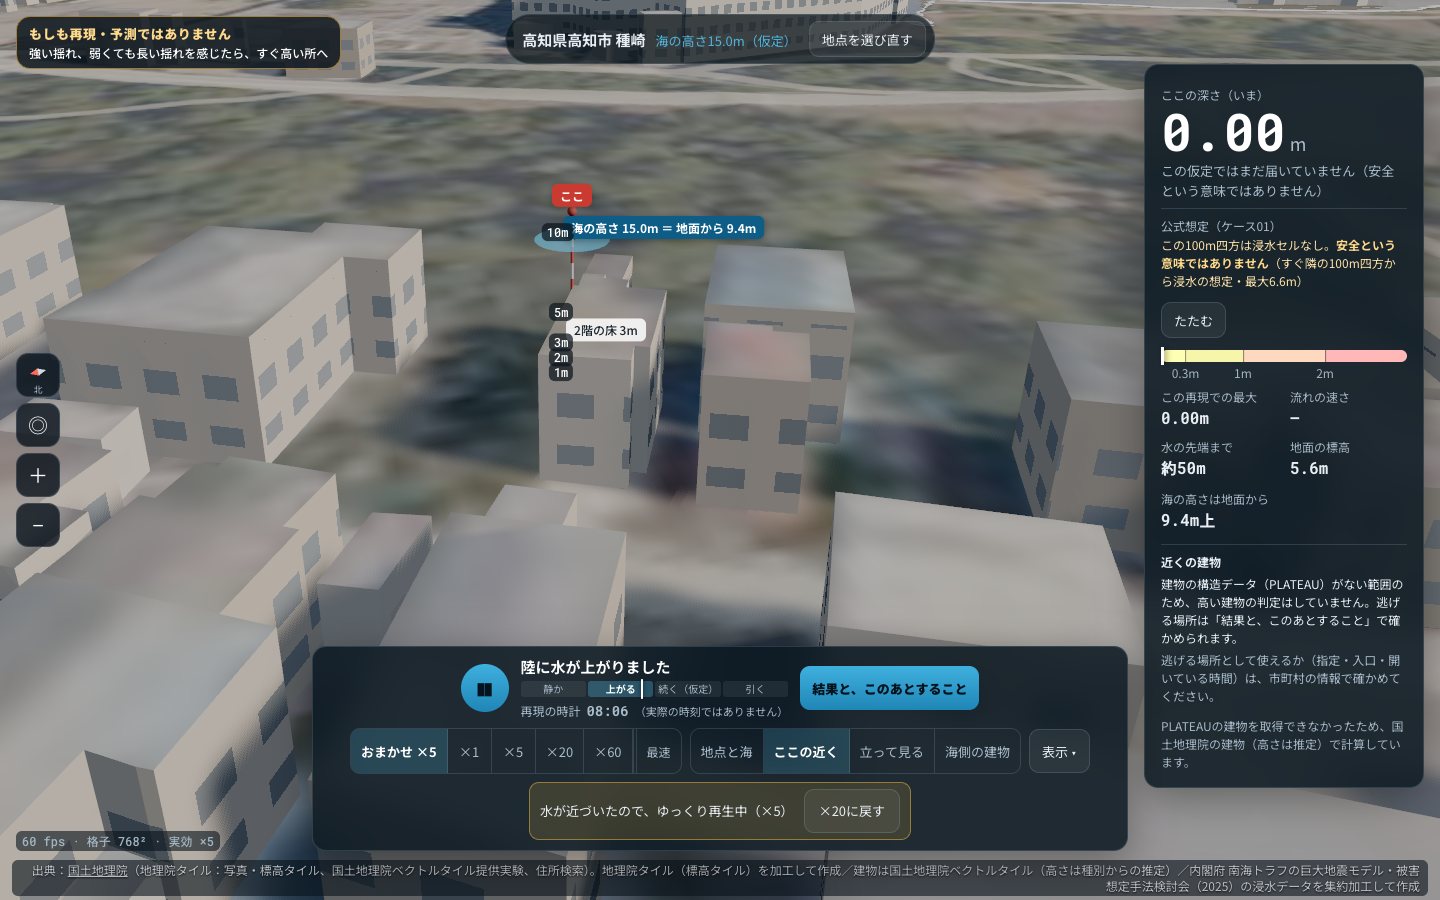 もしも再現・予測ではありません
強い揺れ、弱くても長い揺れを感じたら、すぐ高い所へ
高知県高知市 種崎 海の高さ15.0m（仮定） 地点を選び直す
ここの深さ（いま）
0.00 m
この仮定ではまだ届いていません（安全
という意味ではありません）
公式想定（ケース01）
この100m四方は浸水セルなし。安全という
意味ではありません（すぐ隣の100m四方か
ら浸水の想定・最大6.6m）
たたむ
0.3m 1m 2m
この再現での最大 流れの速さ
0.00m –
水の先端まで 地面の標高
約50m 5.6m
海の高さは地面から
9.4m上
近くの建物
建物の構造データ（PLATEAU）がない範囲の
ため、高い建物の判定はしていません。逃げ
る場所は「結果と、このあとすること」で確
かめられます。
逃げる場所として使えるか（指定・入口・開
いている時間）は、市町村の情報で確かめて
ください。
PLATEAUの建物を取得できなかったため、国
土地理院の建物（高さは推定）で計算してい
ます。
ここ
10m 海の高さ 15.0m ＝ 地面から 9.4m
5m
2階の床 3m
3m
2m
1m
北
◎
＋
−
陸に水が上がりました
静か 上がる 続く（仮定） 引く
再現の時計 08:06 （実際の時刻ではありません）
結果と、このあとすること
おまかせ ×5 ×1 ×5 ×20 ×60 最速 地点と海 ここの近く 立って見る 海側の建物 表示 ▾
水が近づいたので、ゆっくり再生中（×5） ×20に戻す
60 fps · 格子 768² · 実効 ×5
出典：国土地理院（地理院タイル：写真・標高タイル、国土地理院ベクトルタイル提供実験、住所検索）。地理院タイル（標高タイル）を加工して作成／建物は国土地理院ベクトルタイル（高さは種別からの推定）／内閣府 南海トラフの巨大地震モデル・被害
想定手法検討会（2025）の浸水データを集約加工して作成